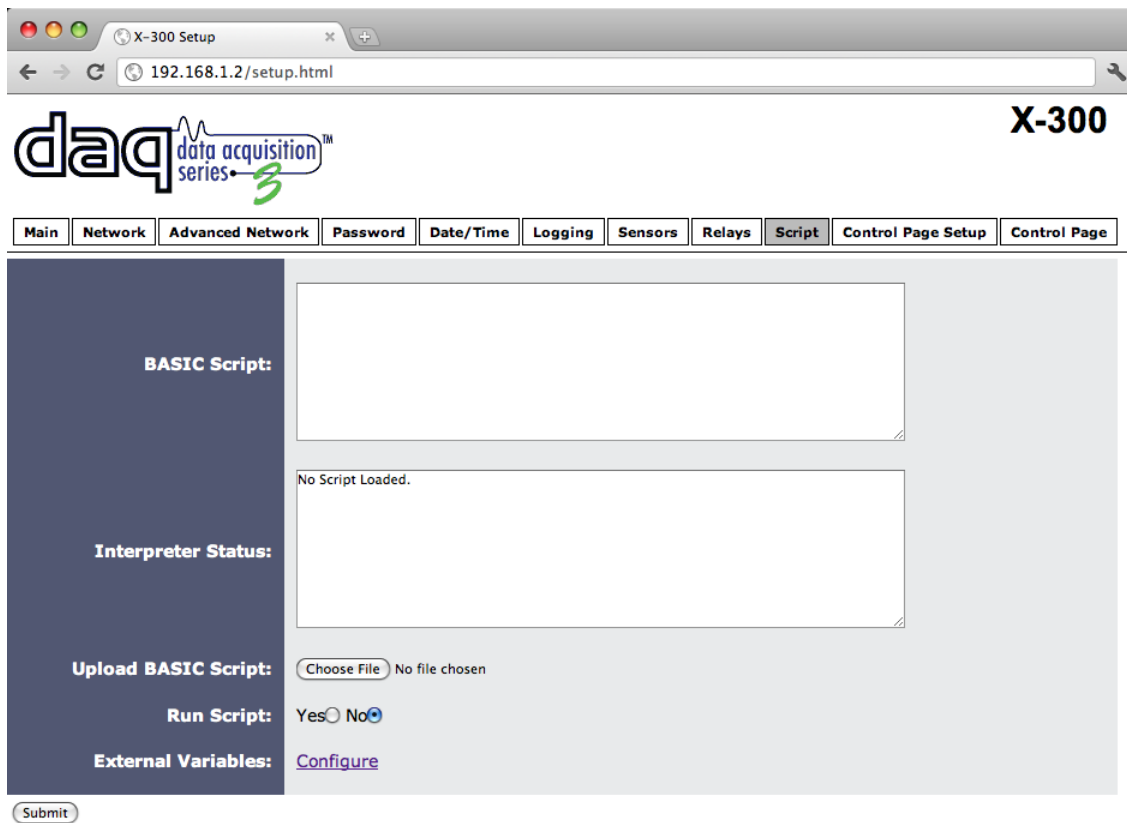 X-300 Setup
192.168.1.2/setup.html
X-300
daq data acquisition series 3 ™
Main Network Advanced Network Password Date/Time Logging Sensors Relays Script Control Page Setup Control Page
BASIC Script:
No Script Loaded.
Interpreter Status:
Upload BASIC Script: Choose File No file chosen
Run Script: Yes No
External Variables: Configure
Submit